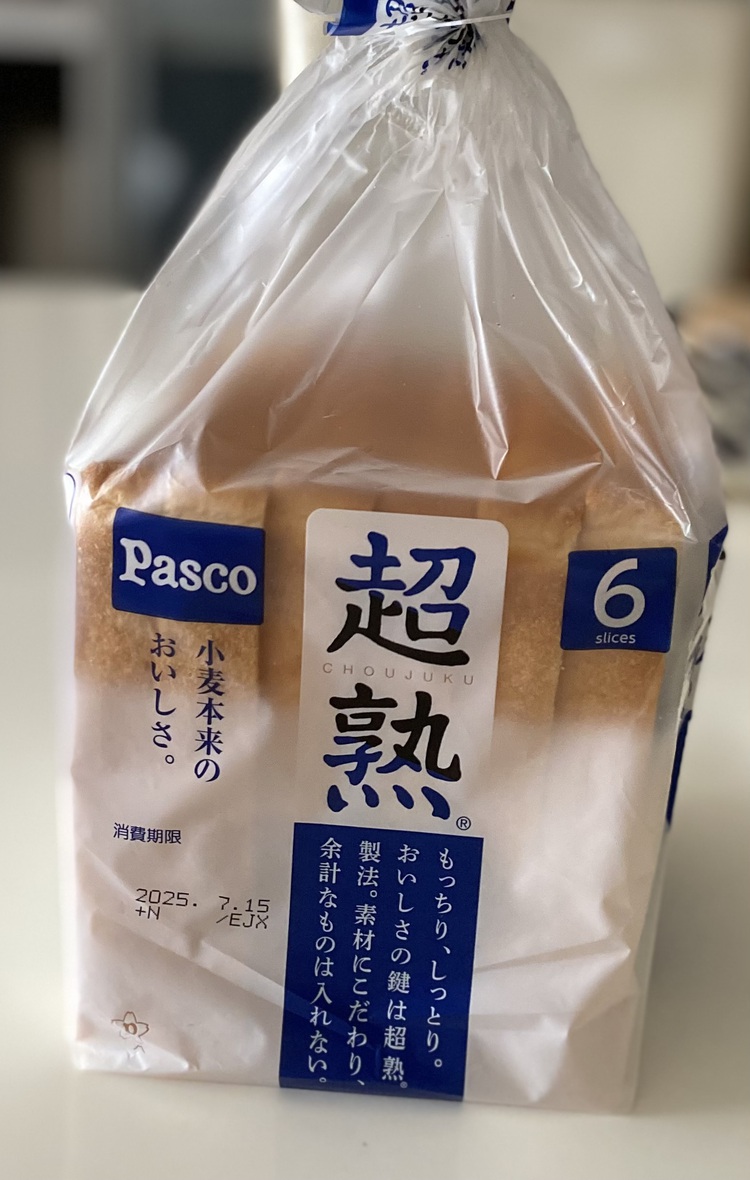 Pasco
小麦本来の
おいしさ。
超
CHOUJUKU
熟®
6
slices
もっちり、しっとり。
おいしさの鍵は超熟®
製法。素材にこだわり、
余計なものは入れない。
消費期限
2025. 7.15
+N /EJX